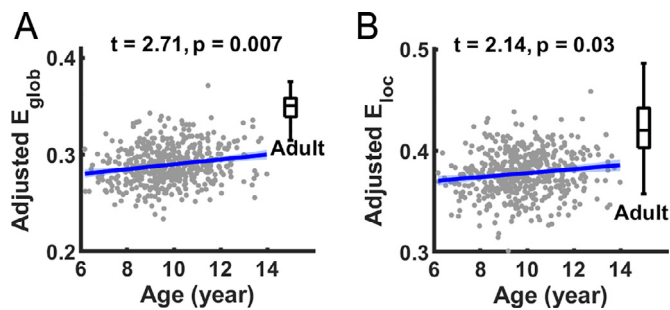 A
t = 2.71, p = 0.007
Adjusted E_glob
0.4
0.3
0.2
Adult
6 8 10 12 14
Age (year)
B
t = 2.14, p = 0.03
Adjusted E_loc
0.5
0.4
0.3
Adult
6 8 10 12 14
Age (year)